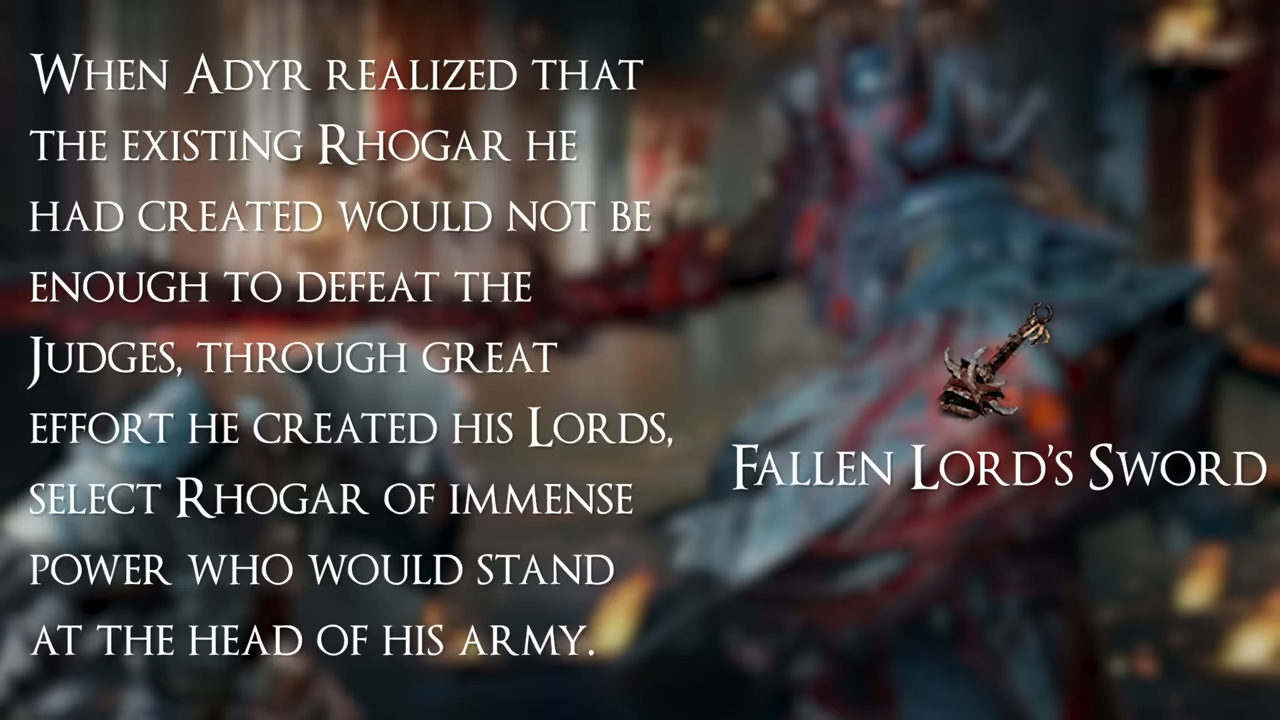 When Adyr realized that
the existing Rhogar he
had created would not be
enough to defeat the
Judges, through great
effort he created his Lords,
select Rhogar of immense
power who would stand
at the head of his army.
Fallen Lord's Sword